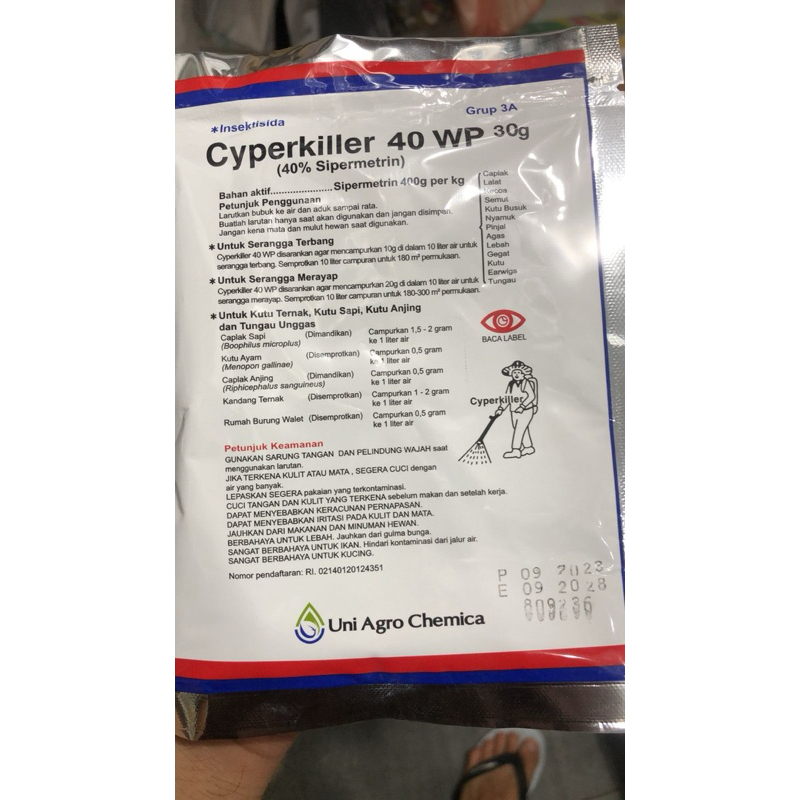 *Insektisida
Grup 3A
Cyperkiller 40 WP 30g
(40% Sipermetrin)
Bahan aktif......................Sipermetrin 400g per kg
Petunjuk Penggunaan
Larutkan bubuk ke air dan aduk sampai rata.
Buatlah larutan hanya saat akan digunakan dan jangan disimpan.
Jangan kena mata dan mulut hewan saat digunakan.
Caplak
Lalat
Kecoa
Semut
Kutu Busuk
Nyamuk
Pinjal
Agas
Lebah
Gegat
Kutu
Earwigs
Tungau
*Untuk Serangga Terbang
Cyperkiller 40 WP disarankan agar mencampurkan 10g di dalam 10 liter air untuk
serangga terbang. Semprotkan 10 liter campuran untuk 180 m² permukaan.
*Untuk Serangga Merayap
Cyperkiller 40 WP disarankan agar mencampurkan 20g di dalam 10 liter air untuk
serangga merayap. Semprotkan 10 liter campuran untuk 180-300 m² permukaan.
*Untuk Kutu Ternak, Kutu Sapi, Kutu Anjing
dan Tungau Unggas
Caplak Sapi (Dimandikan) Campurkan 1,5 - 2 gram
(Boophilus microplus) ke 1 liter air
Kutu Ayam (Disemprotkan) Campurkan 0,5 gram
(Menopon gallinae) ke 1 liter air
Caplak Anjing (Dimandikan) Campurkan 0,5 gram
(Riphicephalus sanguineus) ke 1 liter air
Kandang Ternak (Disemprotkan) Campurkan 1 - 2 gram
ke 1 liter air
Rumah Burung Walet (Disemprotkan) Campurkan 0,5 gram
ke 1 liter air
BACA LABEL
Cyperkiller
Petunjuk Keamanan
GUNAKAN SARUNG TANGAN DAN PELINDUNG WAJAH saat
menggunakan larutan.
JIKA TERKENA KULIT ATAU MATA , SEGERA CUCI dengan
air yang banyak.
LEPASKAN SEGERA pakaian yang terkontaminasi.
CUCI TANGAN DAN KULIT YANG TERKENA sebelum makan dan setelah kerja.
DAPAT MENYEBABKAN KERACUNAN PERNAPASAN.
DAPAT MENYEBABKAN IRITASI PADA KULIT DAN MATA.
JAUHKAN DARI MAKANAN DAN MINUMAN HEWAN.
BERBAHAYA UNTUK LEBAH. Jauhkan dari gulma bunga.
SANGAT BERBAHAYA UNTUK IKAN. Hindari kontaminasi dari jalur air.
SANGAT BERBAHAYA UNTUK KUCING.
Nomor pendaftaran: RI. 02140120124351
P 09 2023
E 09 2028
Uni Agro Chemica